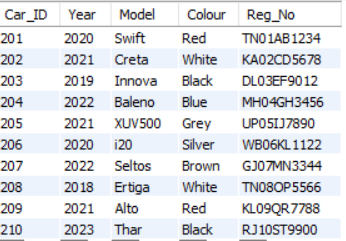 Car_ID Year Model Colour Reg_No
201 2020 Swift Red TN01AB1234
202 2021 Creta White KA02CD5678
203 2019 Innova Black DL03EF9012
204 2022 Baleno Blue MH04GH3456
205 2021 XUV500 Grey UP05IJ7890
206 2020 i20 Silver WB06KL1122
207 2022 Seltos Brown GJ07MN3344
208 2018 Ertiga White TN08OP5566
209 2021 Alto Red KL09QR7788
210 2023 Thar Black RJ10ST9900